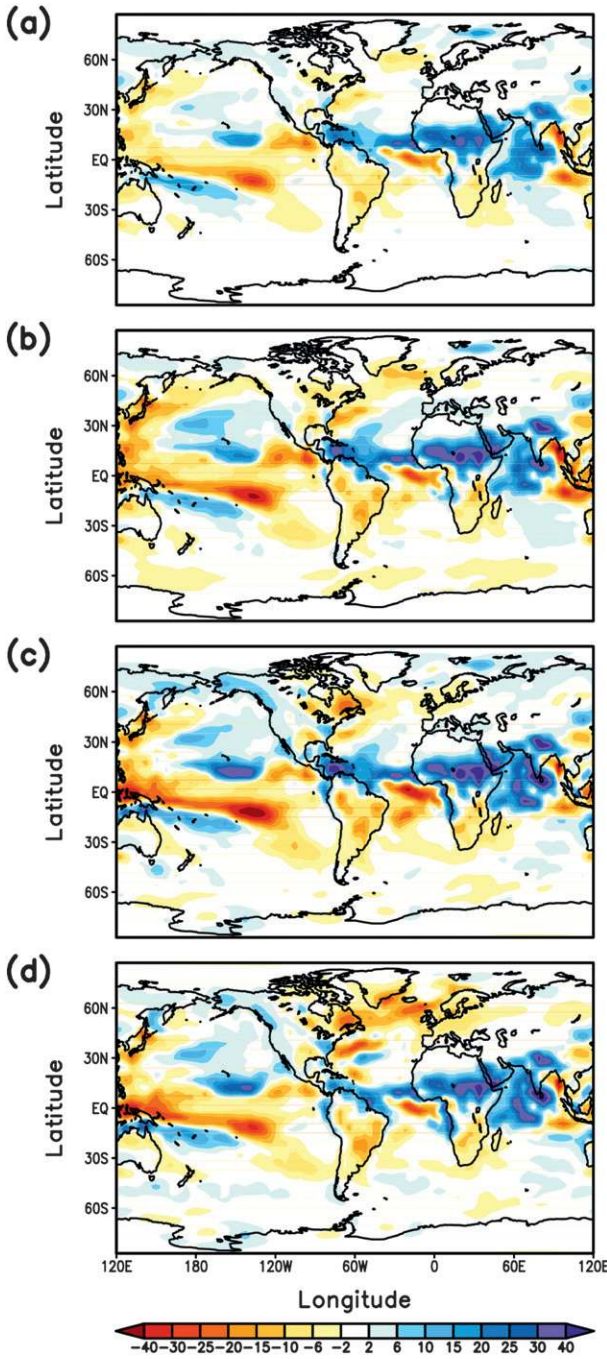 (a)
60N
30N
EQ
30S
60S
Latitude
(b)
60N
30N
EQ
30S
60S
Latitude
(c)
60N
30N
EQ
30S
60S
Latitude
(d)
60N
30N
EQ
30S
60S
Latitude
120E 180 120W 60W 0 60E 120E
Longitude
-40 -30 -25 -20 -15 -10 -6 -2 2 6 10 15 20 25 30 40